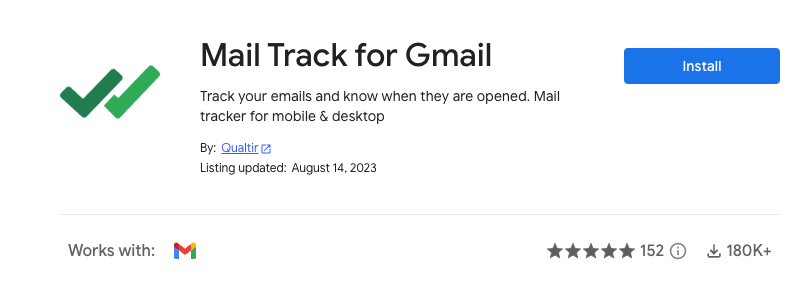 Mail Track for Gmail
Install
Track your emails and know when they are opened. Mail
tracker for mobile & desktop
By: Qualtir
Listing updated: August 14, 2023
Works with:
152
180K+